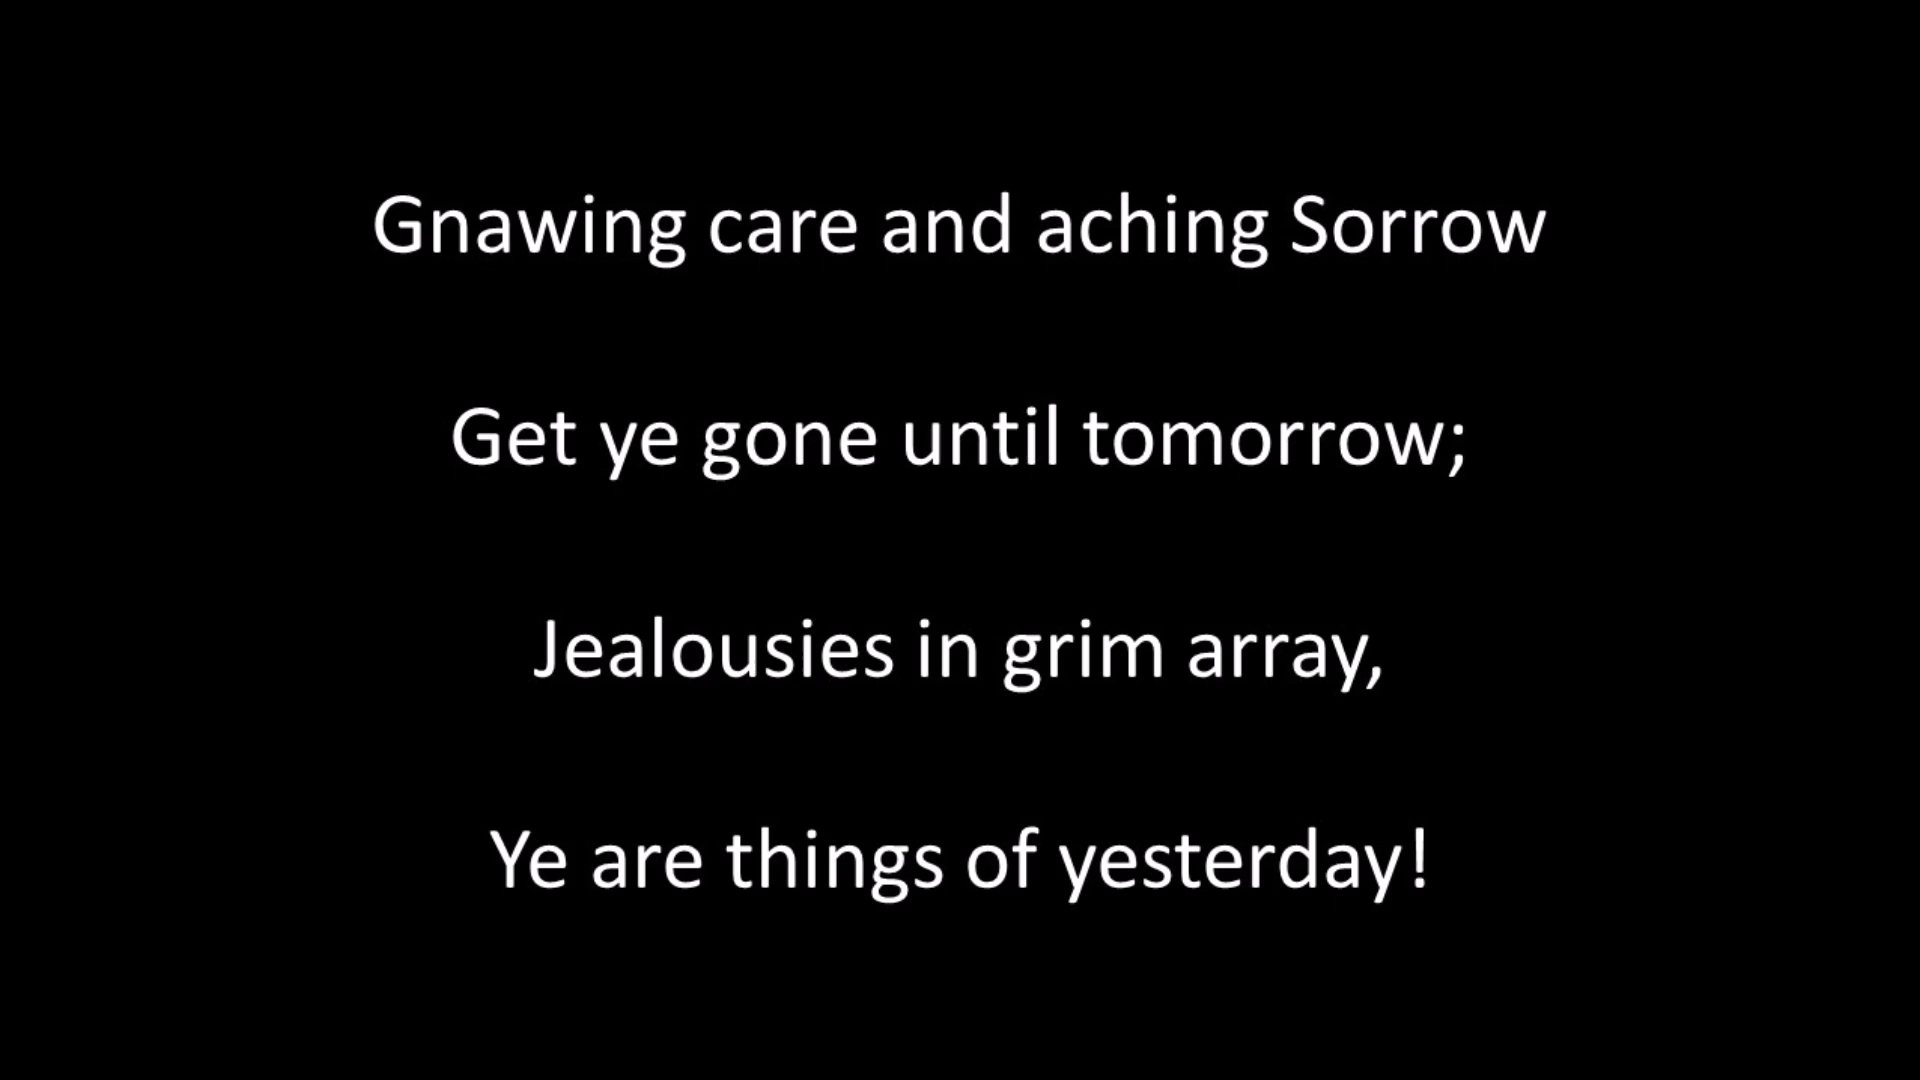 Gnawing care and aching Sorrow
Get ye gone until tomorrow;
Jealousies in grim array,
Ye are things of yesterday!